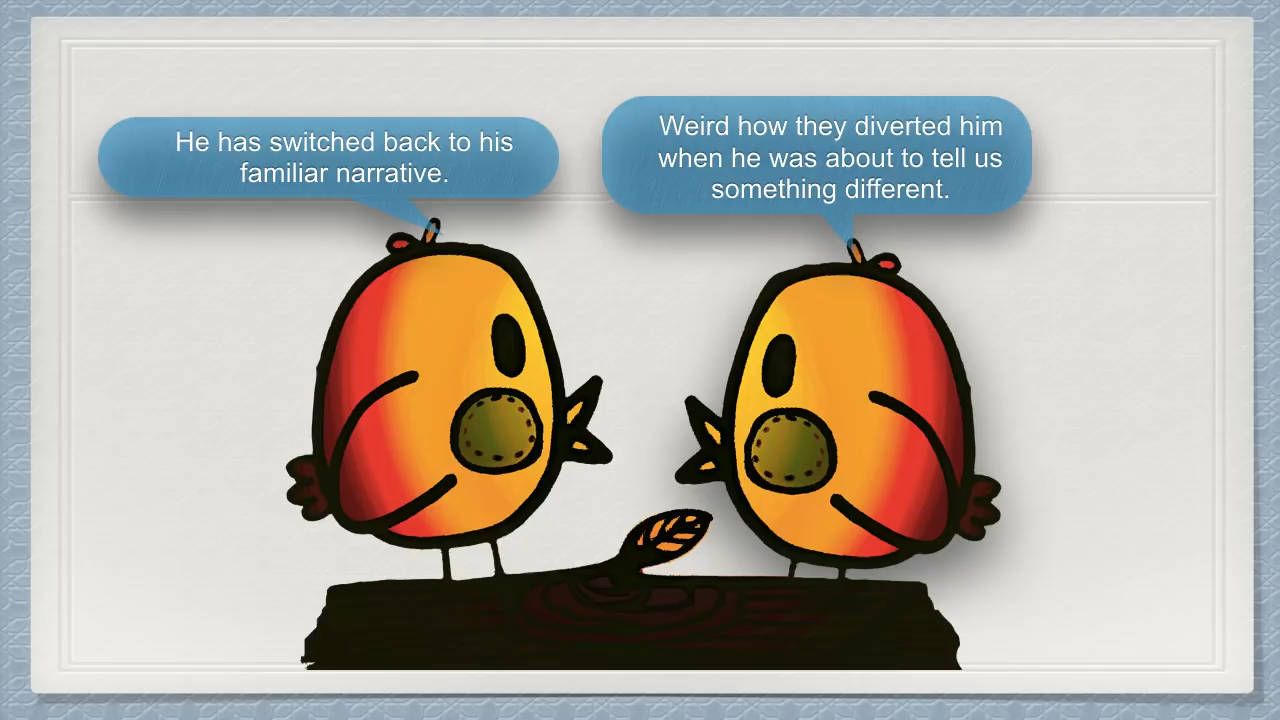 He has switched back to his
familiar narrative.
Weird how they diverted him
when he was about to tell us
something different.